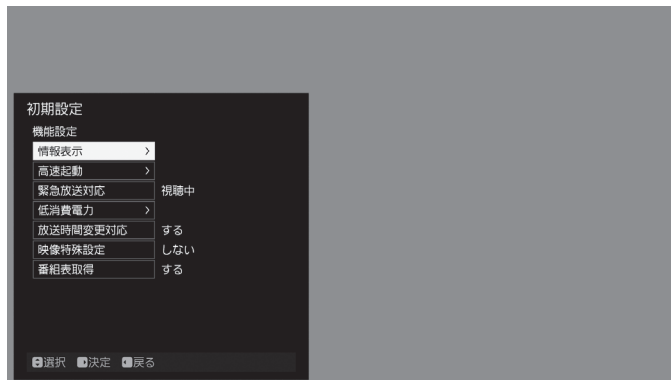 初期設定
機能設定
情報表示 >
高速起動 >
緊急放送対応 視聴中
低消費電力 >
放送時間変更対応 する
映像特殊設定 しない
番組表取得 する
選択 決定 戻る